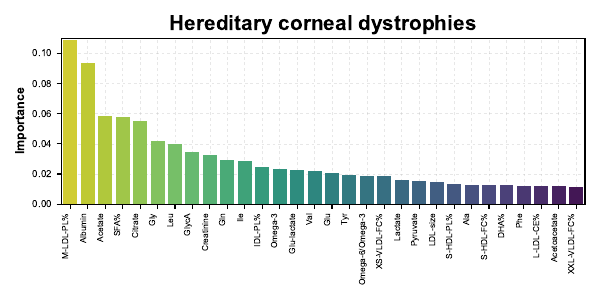 Hereditary corneal dystrophies
Importance
0.10
0.08
0.06
0.04
0.02
0.00
M-LDL-PL%
Albumin
Acetate
SFA%
Citrate
Gly
Leu
GlycA
Creatinine
Gln
Ile
IDL-PL%
Omega-3
Glu-lactate
Val
Glu
Tyr
Omega-6/Omega-3
XS-VLDL-FC%
Lactate
Pyruvate
LDL-size
S-HDL-PL%
Ala
S-HDL-FC%
DHA%
Phe
L-LDL-CE%
Acetoacetate
XXL-VLDL-FC%